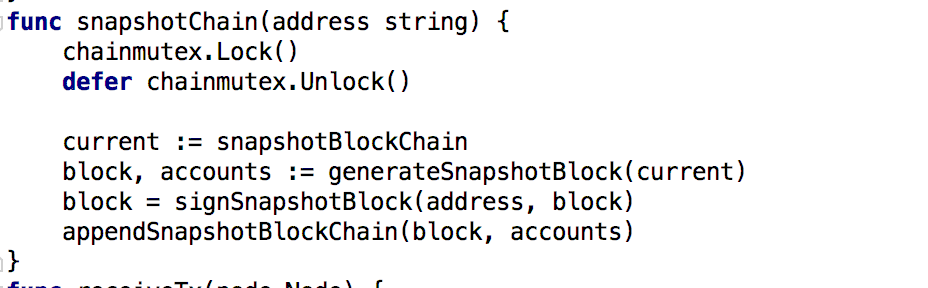 func snapshotChain(address string) {
    chainmutex.Lock()
    defer chainmutex.Unlock()

    current := snapshotBlockChain
    block, accounts := generateSnapshotBlock(current)
    block = signSnapshotBlock(address, block)
    appendSnapshotBlockChain(block, accounts)
}